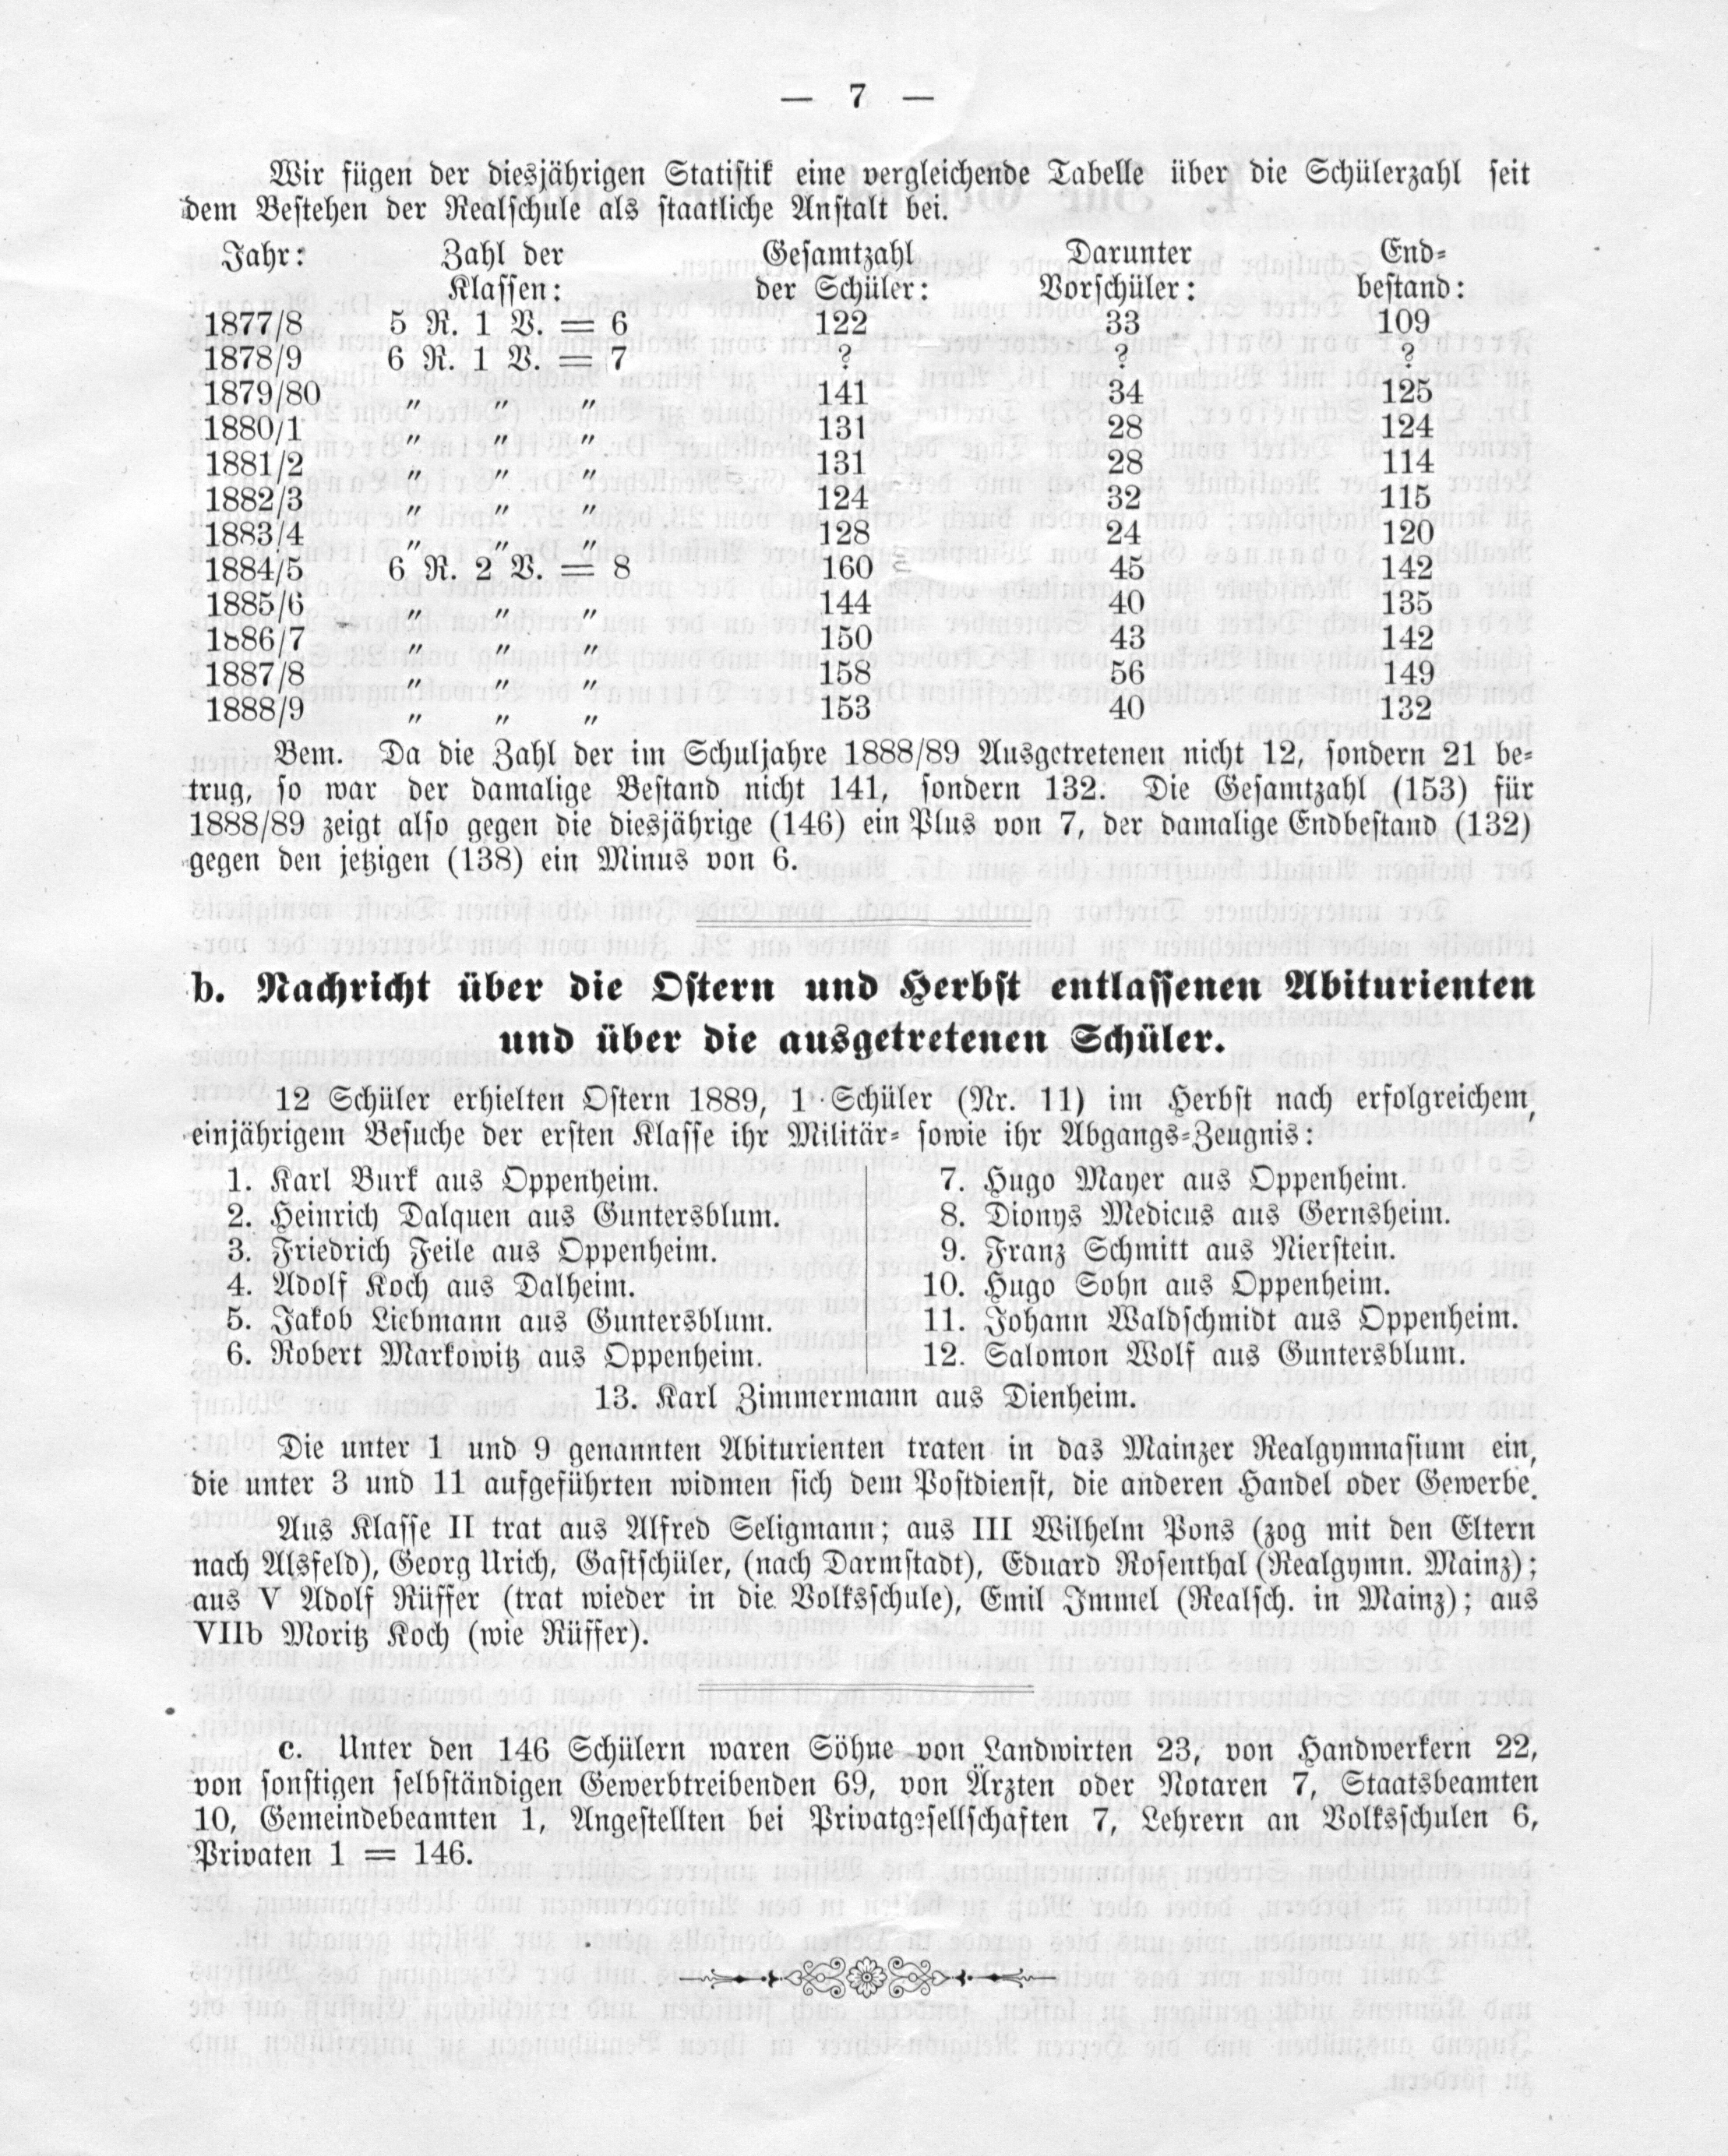 — 7 —
Wir fügen der diesjährigen Statistik eine vergleichende Tabelle über die Schülerzahl seit
dem Bestehen der Realschule als staatliche Anstalt bei.
Jahr: Zahl der Gesamtzahl Darunter End-
Klassen: der Schüler: Vorschüler: bestand:
1877/8 5 R. 1 V. = 6 122 33 109
1878/9 6 R. 1 V. = 7 ? ? ?
1879/80 „ „ „ 141 34 125
1880/1 „ „ „ 131 28 124
1881/2 „ „ „ 131 28 114
1882/3 „ „ „ 124 32 115
1883/4 „ „ „ 128 24 120
1884/5 6 R. 2 V. = 8 160 45 142
1885/6 „ „ „ 144 40 135
1886/7 „ „ „ 150 43 142
1887/8 „ „ „ 158 56 149
1888/9 „ „ „ 153 40 132
Bem. Da die Zahl der im Schuljahre 1888/89 Ausgetretenen nicht 12, sondern 21 be-
trug, so war der damalige Bestand nicht 141, sondern 132. Die Gesamtzahl (153) für
1888/89 zeigt also gegen die diesjährige (146) ein Plus von 7, der damalige Endbestand (132)
gegen den jetzigen (138) ein Minus von 6.
b. Nachricht über die Ostern und Herbst entlassenen Abiturienten
und über die ausgetretenen Schüler.
12 Schüler erhielten Ostern 1889, 1 Schüler (Nr. 11) im Herbst nach erfolgreichem,
einjährigem Besuche der ersten Klasse ihr Militär- sowie ihr Abgangs-Zeugnis:
1. Karl Burk aus Oppenheim.
2. Heinrich Dalquen aus Guntersblum.
3. Friedrich Feile aus Oppenheim.
4. Adolf Koch aus Dalheim.
5. Jakob Liebmann aus Guntersblum.
6. Robert Markowitz aus Oppenheim.
7. Hugo Mayer aus Oppenheim.
8. Dionys Medicus aus Gernsheim.
9. Franz Schmitt aus Nierstein.
10. Hugo Sohn aus Oppenheim.
11. Johann Waldschmidt aus Oppenheim.
12. Salomon Wolf aus Guntersblum.
13. Karl Zimmermann aus Dienheim.
Die unter 1 und 9 genannten Abiturienten traten in das Mainzer Realgymnasium ein,
die unter 3 und 11 aufgeführten widmen sich dem Postdienst, die anderen Handel oder Gewerbe.
Aus Klasse II trat aus Alfred Seligmann; aus III Wilhelm Pons (zog mit den Eltern
nach Alsfeld), Georg Urich, Gastschüler, (nach Darmstadt), Eduard Rosenthal (Realgymn. Mainz);
aus V Adolf Rüffer (trat wieder in die Volksschule), Emil Immel (Realsch. in Mainz); aus
VIIb Moritz Koch (wie Rüffer).
c. Unter den 146 Schülern waren Söhne von Landwirten 23, von Handwerkern 22,
von sonstigen selbständigen Gewerbtreibenden 69, von Ärzten oder Notaren 7, Staatsbeamten
10, Gemeindebeamten 1, Angestellten bei Privatgesellschaften 7, Lehrern an Volksschulen 6,
Privaten 1 = 146.